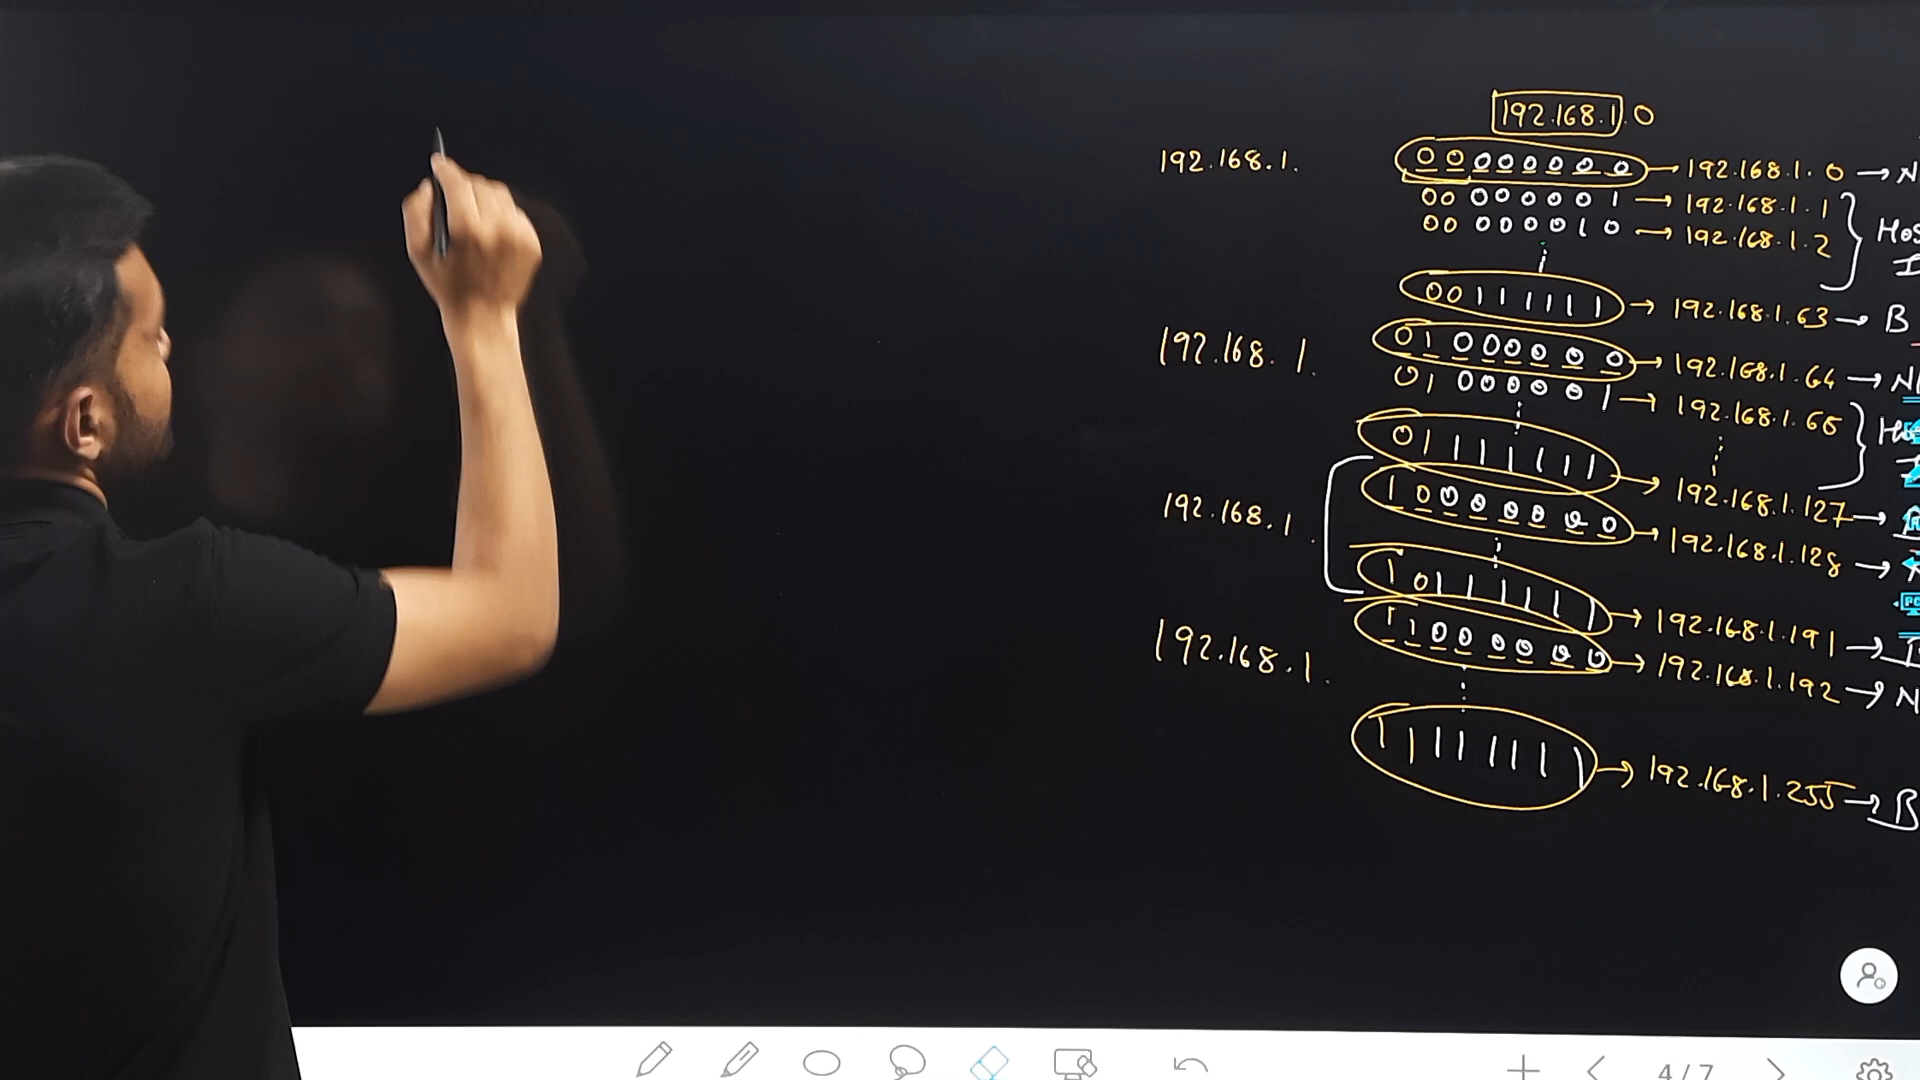 192.168.1.0
192.168.1. 00000000 → 192.168.1.0 → N
00000001 → 192.168.1.1
00000010 → 192.168.1.2
00111111 → 192.168.1.63 → B
192.168.1. 01000000 → 192.168.1.64 → N
01000001 → 192.168.1.65
01111111 → 192.168.1.127 →
192.168.1. 10000000 → 192.168.1.128 →
10111111 → 192.168.1.191 →
192.168.1. 11000000 → 192.168.1.192 → N
11111111 → 192.168.1.255 → B
4/7